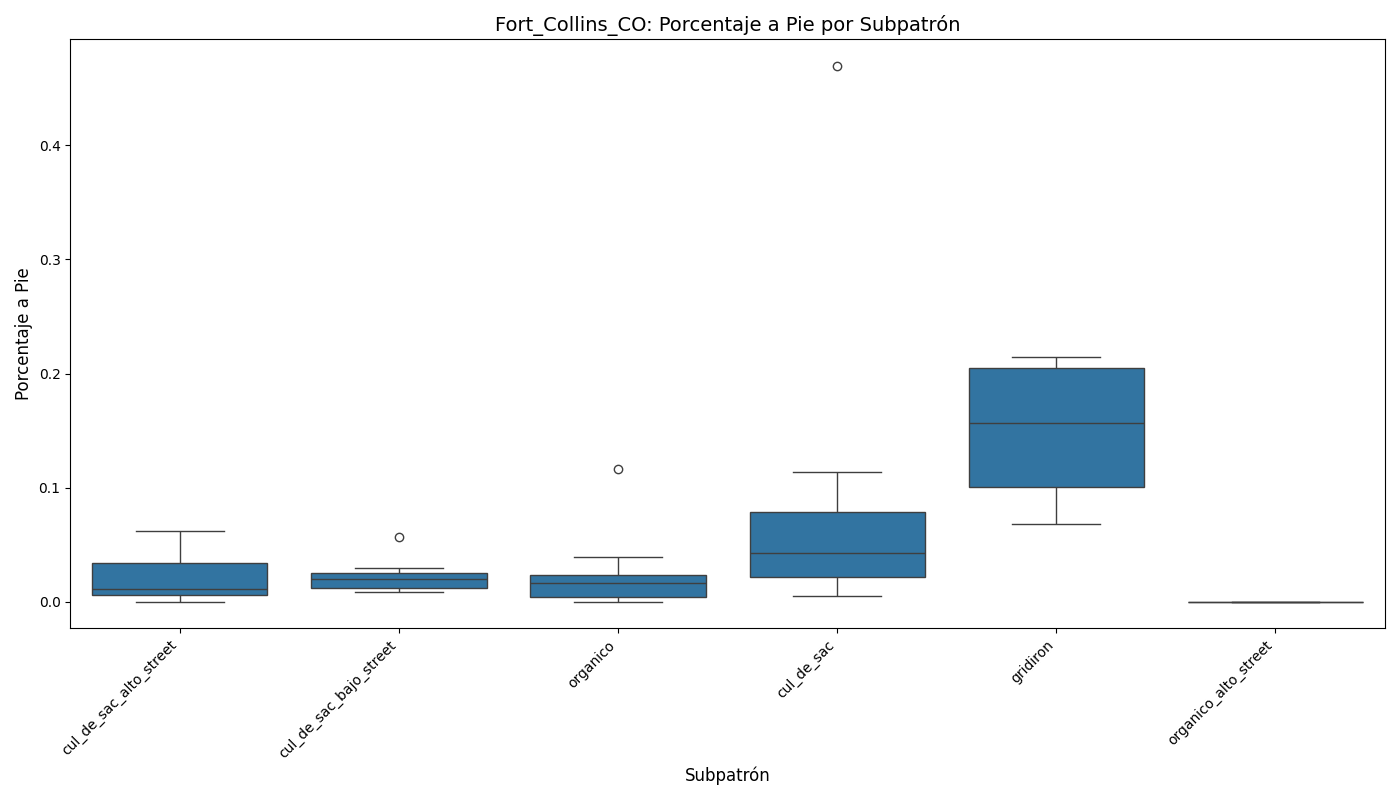 Fort_Collins_CO: Porcentaje a Pie por Subpatrón
Porcentaje a Pie
0.4
0.3
0.2
0.1
0.0
cul_de_sac_alto_street
cul_de_sac_bajo_street
organico
cul_de_sac
gridiron
organico_alto_street
Subpatrón